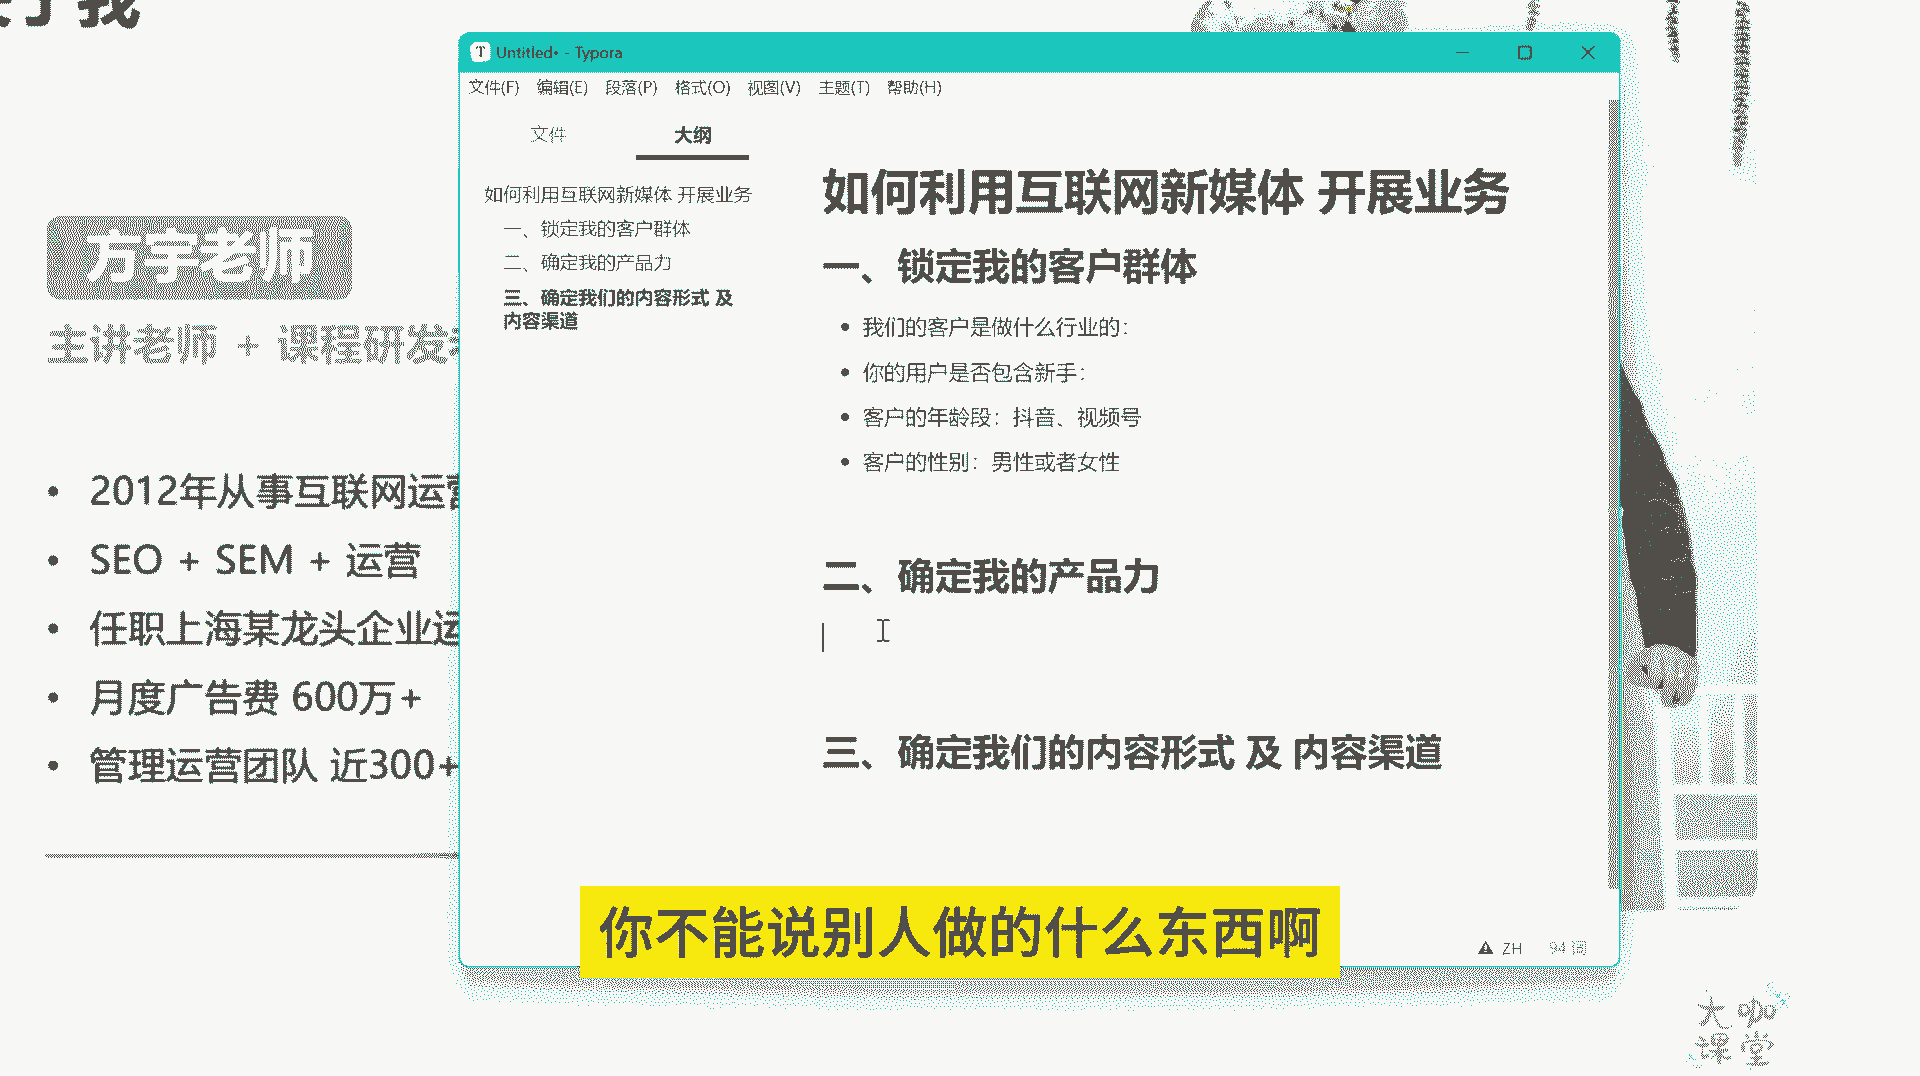 我
Untitled• - Typora
文件(F) 编辑(E) 段落(P) 格式(O) 视图(V) 主题(T) 帮助(H)
文件 大纲
如何利用互联网新媒体 开展业务
一、锁定我的客户群体
二、确定我的产品力
三、确定我们的内容形式 及
内容渠道
如何利用互联网新媒体 开展业务
一、锁定我的客户群体
• 我们的客户是做什么行业的：
• 你的用户是否包含新手：
• 客户的年龄段：抖音、视频号
• 客户的性别：男性或者女性
二、确定我的产品力
三、确定我们的内容形式 及 内容渠道
ZH 94 词
方宇老师
主讲老师 + 课程研发
• 2012年从事互联网运营
• SEO + SEM + 运营
• 任职上海某龙头企业运
• 月度广告费 600万+
• 管理运营团队 近300+
你不能说别人做的什么东西啊
大咖
课堂